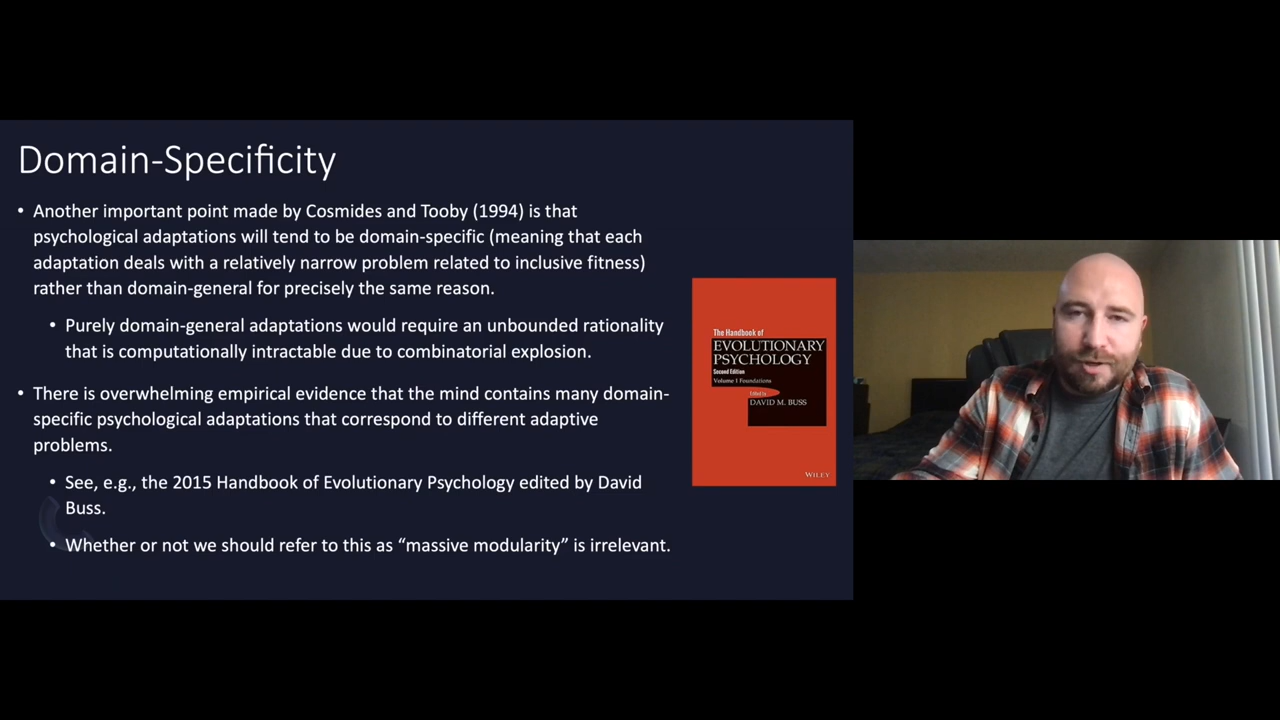 Domain-Specificity
• Another important point made by Cosmides and Tooby (1994) is that
psychological adaptations will tend to be domain-specific (meaning that each
adaptation deals with a relatively narrow problem related to inclusive fitness)
rather than domain-general for precisely the same reason.
• Purely domain-general adaptations would require an unbounded rationality
that is computationally intractable due to combinatorial explosion.
• There is overwhelming empirical evidence that the mind contains many domain-
specific psychological adaptations that correspond to different adaptive
problems.
• See, e.g., the 2015 Handbook of Evolutionary Psychology edited by David
Buss.
• Whether or not we should refer to this as “massive modularity” is irrelevant.
The Handbook of
EVOLUTIONARY
PSYCHOLOGY
Second Edition
Volume 1 Foundations
Edited by
DAVID M. BUSS
WILEY